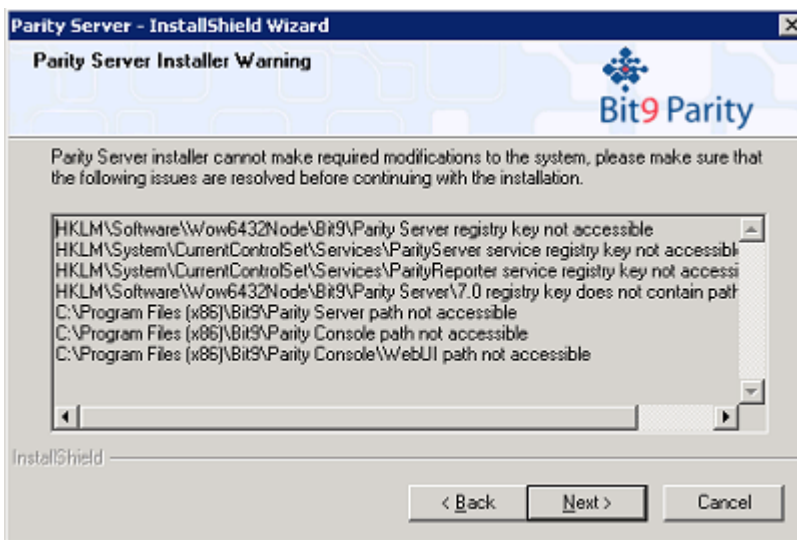 Parity Server - InstallShield Wizard
Parity Server Installer Warning
Bit9 Parity
Parity Server installer cannot make required modifications to the system, please make sure that
the following issues are resolved before continuing with the installation.
HKLM\Software\Wow6432Node\Bit9\Parity Server registry key not accessible
HKLM\System\CurrentControlSet\Services\ParityServer service registry key not accessibl
HKLM\System\CurrentControlSet\Services\ParityReporter service registry key not accessi
HKLM\Software\Wow6432Node\Bit9\Parity Server\7.0 registry key does not contain path
C:\Program Files (x86)\Bit9\Parity Server path not accessible
C:\Program Files (x86)\Bit9\Parity Console path not accessible
C:\Program Files (x86)\Bit9\Parity Console\WebUI path not accessible
InstallShield
< Back
Next >
Cancel